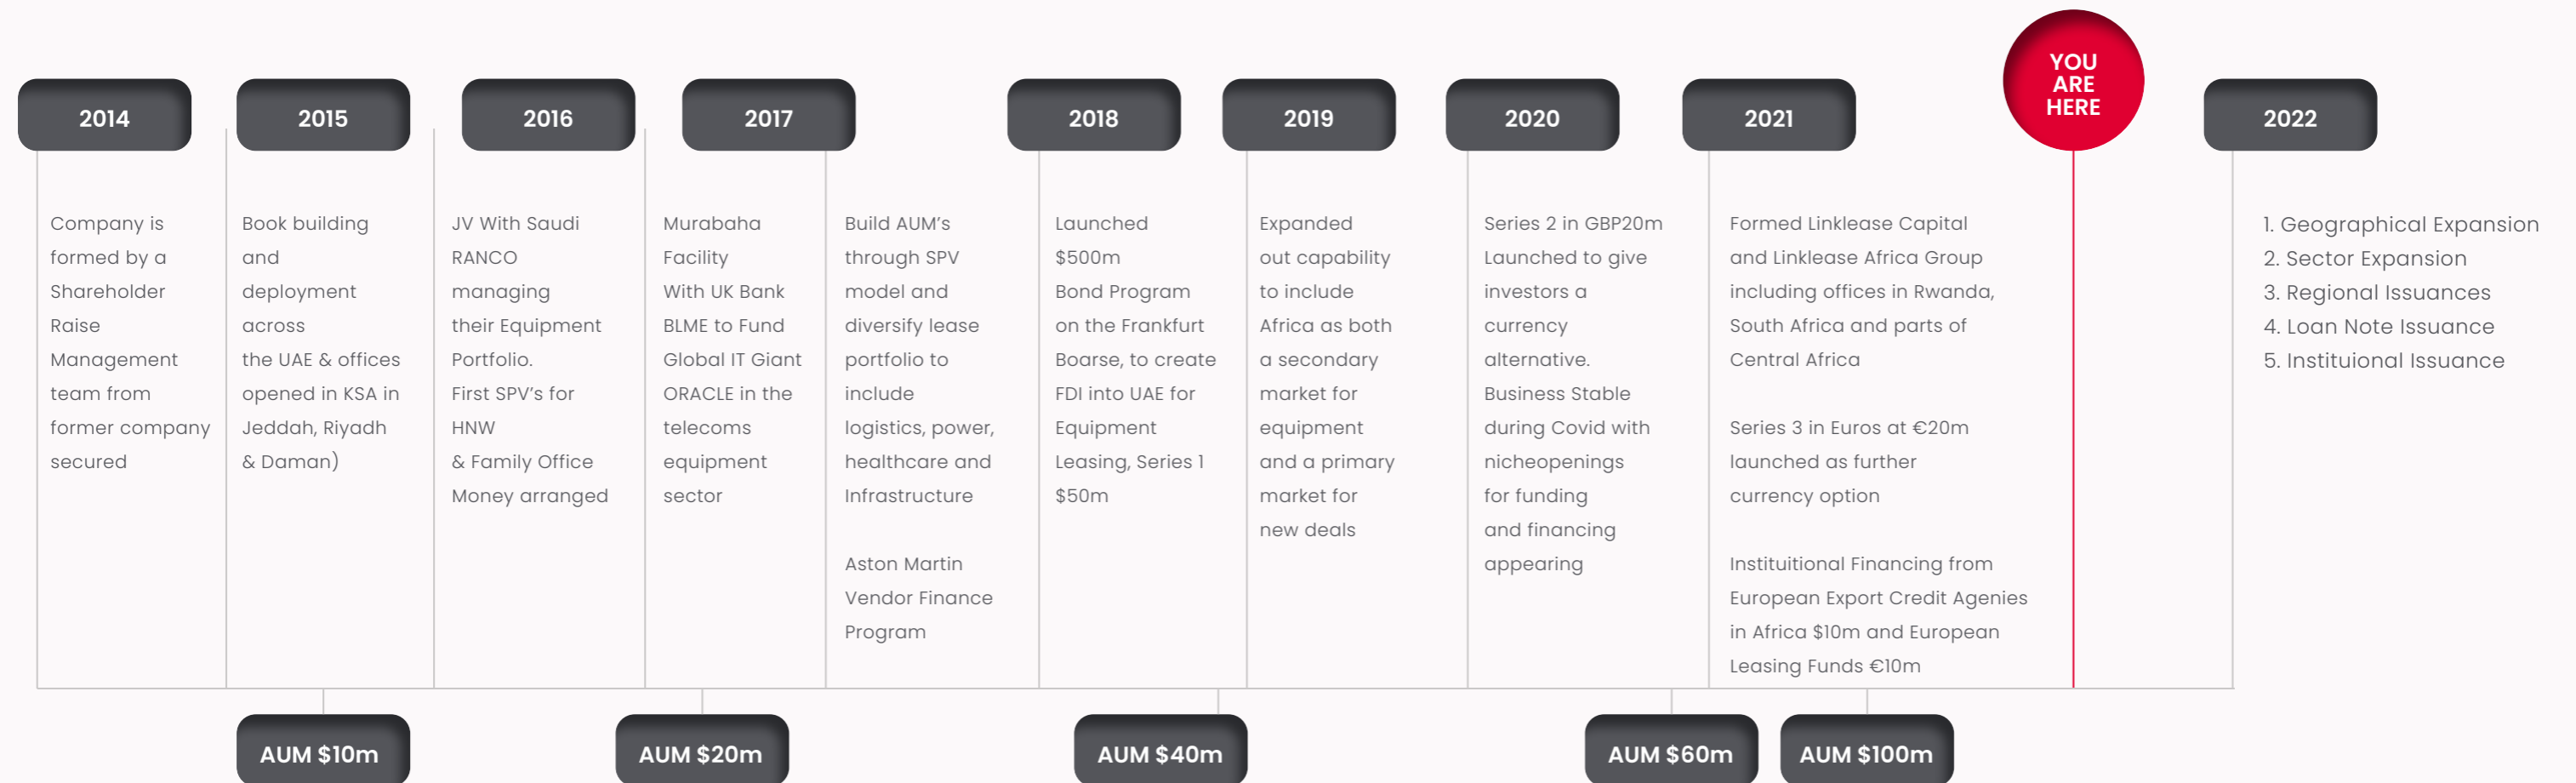 2014
Company is
formed by a
Shareholder
Raise
Management
team from
former company
secured
2015
Book building
and
deployment
across
the UAE & offices
opened in KSA in
Jeddah, Riyadh
& Daman)
2016
JV With Saudi
RANCO
managing
their Equipment
Portfolio.
First SPV's for
HNW
& Family Office
Money arranged
2017
Murabaha
Facility
With UK Bank
BLME to Fund
Global IT Giant
ORACLE in the
telecoms
equipment
sector
Build AUM's
through SPV
model and
diversify lease
portfolio to
include
logistics, power,
healthcare and
Infrastructure
Aston Martin
Vendor Finance
Program
2018
Launched
$500m
Bond Program
on the Frankfurt
Boarse, to create
FDI into UAE for
Equipment
Leasing, Series 1
$50m
2019
Expanded
out capability
to include
Africa as both
a secondary
market for
equipment
and a primary
market for
new deals
2020
Series 2 in GBP20m
Launched to give
investors a
currency
alternative.
Business Stable
during Covid with
nicheopenings
for funding
and financing
appearing
2021
Formed Linklease Capital
and Linklease Africa Group
including offices in Rwanda,
South Africa and parts of
Central Africa
Series 3 in Euros at €20m
launched as further
currency option
Instituitional Financing from
European Export Credit Agenies
in Africa $10m and European
Leasing Funds €10m
YOU
ARE
HERE
2022
1. Geographical Expansion
2. Sector Expansion
3. Regional Issuances
4. Loan Note Issuance
5. Instituional Issuance
AUM $10m
AUM $20m
AUM $40m
AUM $60m
AUM $100m